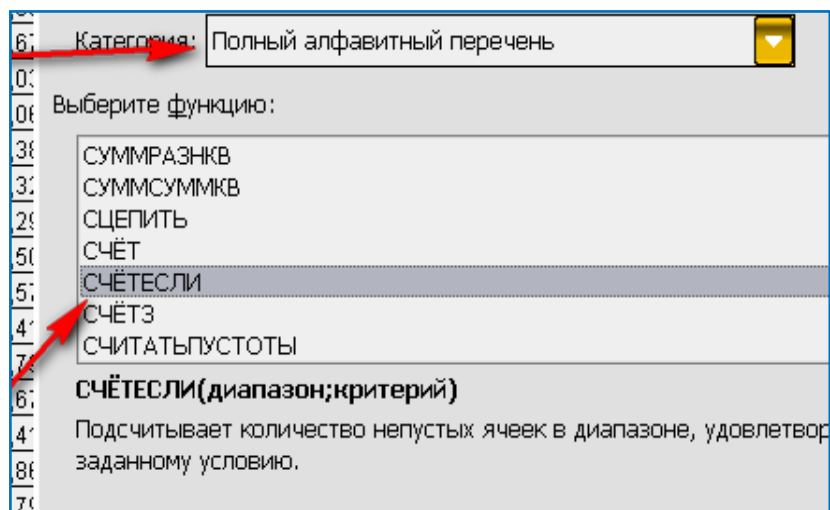 Категория: Полный алфавитный перечень
Выберите функцию:
СУММРАЗНКВ
СУММСУММКВ
СЦЕПИТЬ
СЧЁТ
СЧЁТЕСЛИ
СЧЁТЗ
СЧИТАТЬПУСТОТЫ
СЧЁТЕСЛИ(диапазон;критерий)
Подсчитывает количество непустых ячеек в диапазоне,
заданному условию.